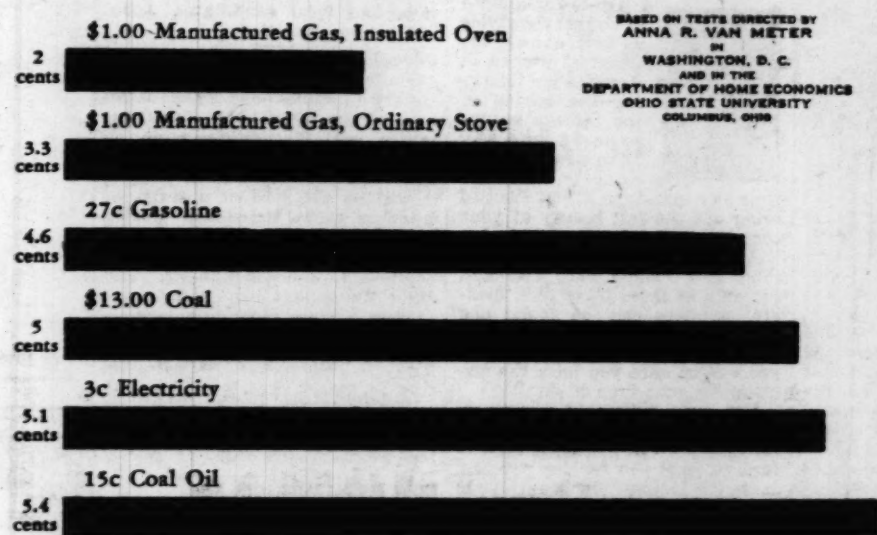 $1.00 Manufactured Gas, Insulated Oven
2
cents
BASED ON TESTS DIRECTED BY
ANNA R. VAN METER
IN
WASHINGTON, D. C.
AND IN THE
DEPARTMENT OF HOME ECONOMICS
OHIO STATE UNIVERSITY
COLUMBUS, OHIO
$1.00 Manufactured Gas, Ordinary Stove
3.3
cents
27c Gasoline
4.6
cents
$13.00 Coal
5
cents
3c Electricity
5.1
cents
15c Coal Oil
5.4
cents